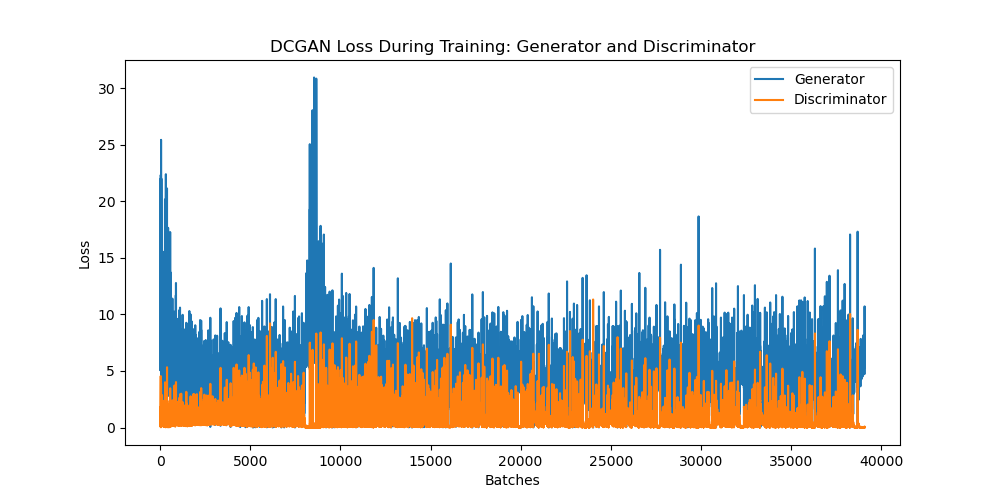 DCGAN Loss During Training: Generator and Discriminator
Generator
Discriminator
30
25
20
15
10
5
0
Loss
0 5000 10000 15000 20000 25000 30000 35000 40000
Batches